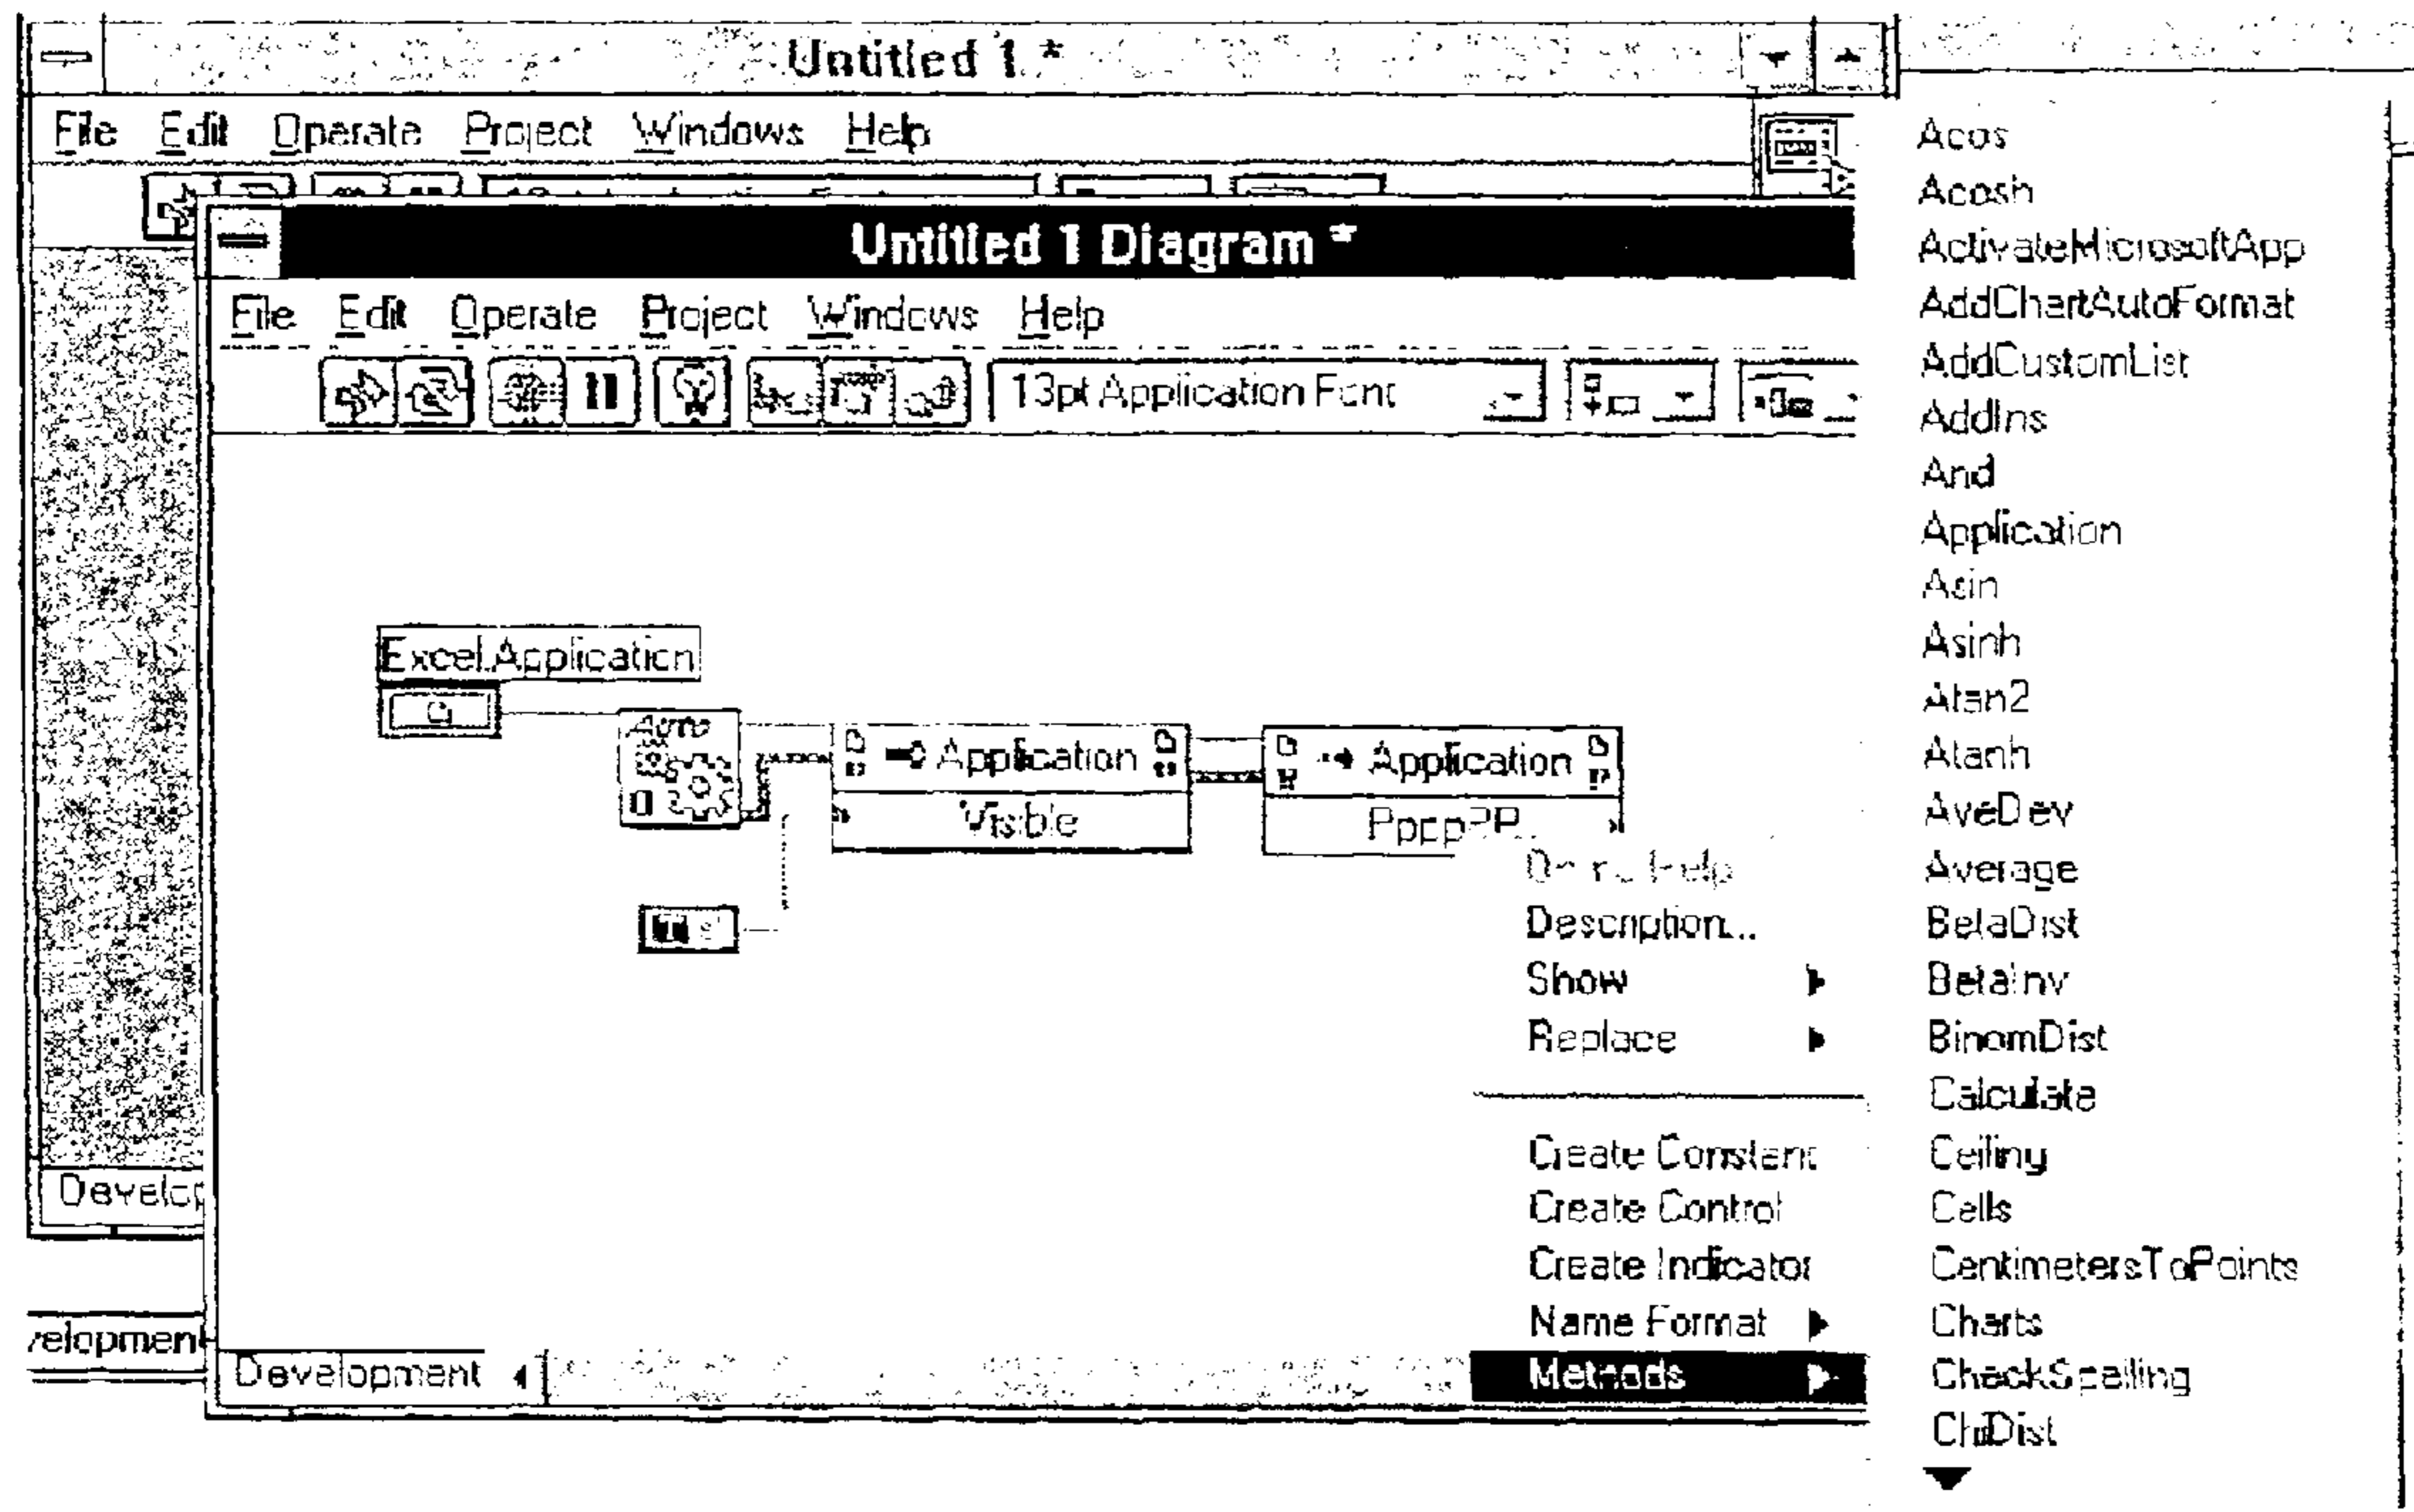 Untitled 1 *
File Edit Operate Project Windows Help
Untitled 1 Diagram *
File Edit Operate Project Windows Help
13pt Application Font
Excel.Application
Auto
Application
Visible
Application
Help
Description...
Show
Replace
Create Constant
Create Control
Create Indicator
Name Format
Methods
Acos
Acosh
ActivateMicrosoftApp
AddChartAutoFormat
AddCustomList
AddIns
And
Application
Asin
Asinh
Atan2
Atanh
AveDev
Average
BetaDist
BetaInv
BinomDist
Calculate
Ceiling
Cells
CentimetersToPoints
Charts
CheckSpelling
ChiDist
Develop
velopment
Development